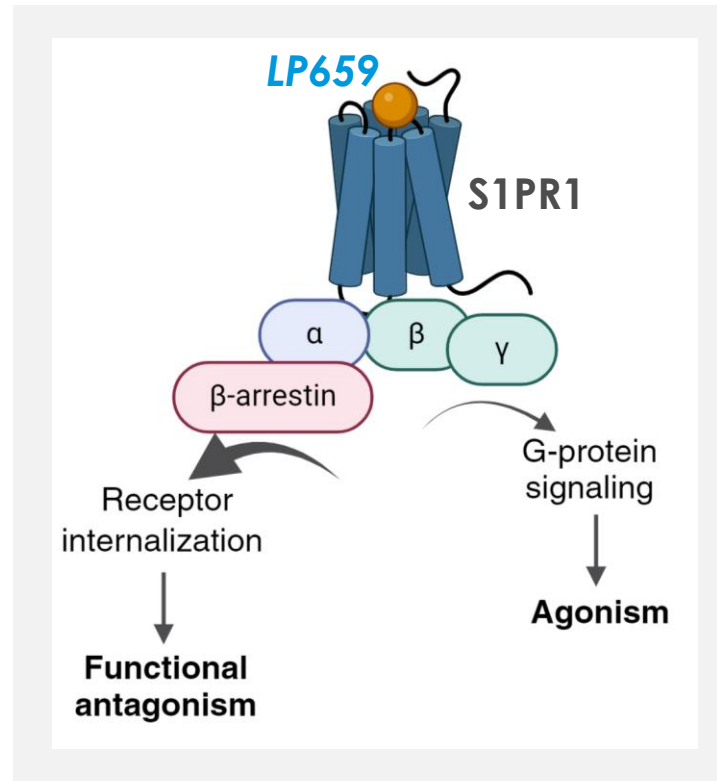 LP659
S1PR1
α
β
γ
β-arrestin
G-protein
signaling
Receptor
internalization
Agonism
Functional
antagonism